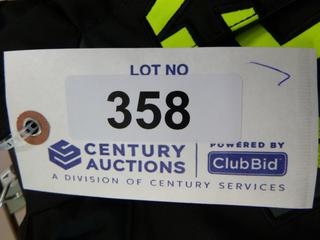 LOT NO
358
CENTURY
AUCTIONS
POWERED BY
ClubBid
A DIVISION OF CENTURY SERVICES